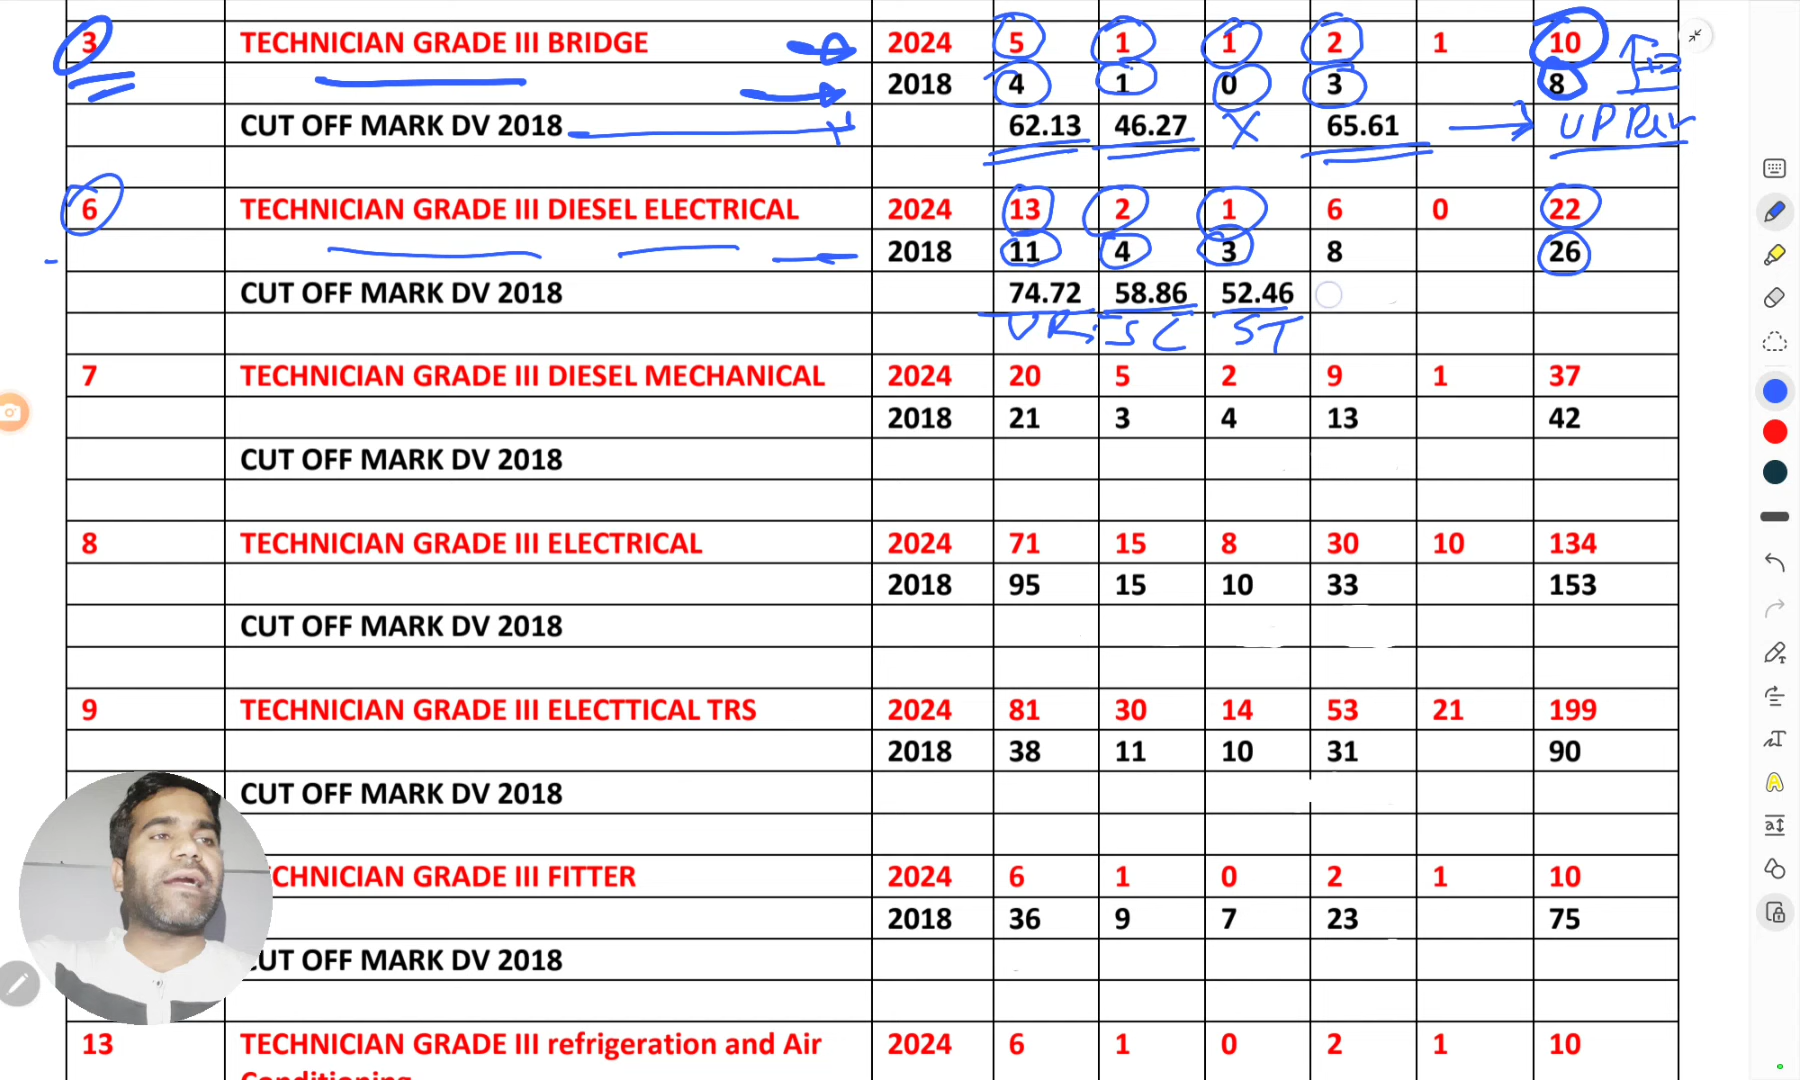 3 TECHNICIAN GRADE III BRIDGE 2024 5 1 1 2 1 10
+2
2018 4 1 0 3 8
CUT OFF MARK DV 2018 62.13 46.27 X 65.61 UP
6 TECHNICIAN GRADE III DIESEL ELECTRICAL 2024 13 2 1 6 0 22
2018 11 4 3 8 26
CUT OFF MARK DV 2018 74.72 58.86 52.46
UR SC ST
7 TECHNICIAN GRADE III DIESEL MECHANICAL 2024 20 5 2 9 1 37
2018 21 3 4 13 42
CUT OFF MARK DV 2018
8 TECHNICIAN GRADE III ELECTRICAL 2024 71 15 8 30 10 134
2018 95 15 10 33 153
CUT OFF MARK DV 2018
9 TECHNICIAN GRADE III ELECTTICAL TRS 2024 81 30 14 53 21 199
2018 38 11 10 31 90
CUT OFF MARK DV 2018
CHNICIAN GRADE III FITTER 2024 6 1 0 2 1 10
2018 36 9 7 23 75
CUT OFF MARK DV 2018
13 TECHNICIAN GRADE III refrigeration and Air 2024 6 1 0 2 1 10
Conditioning